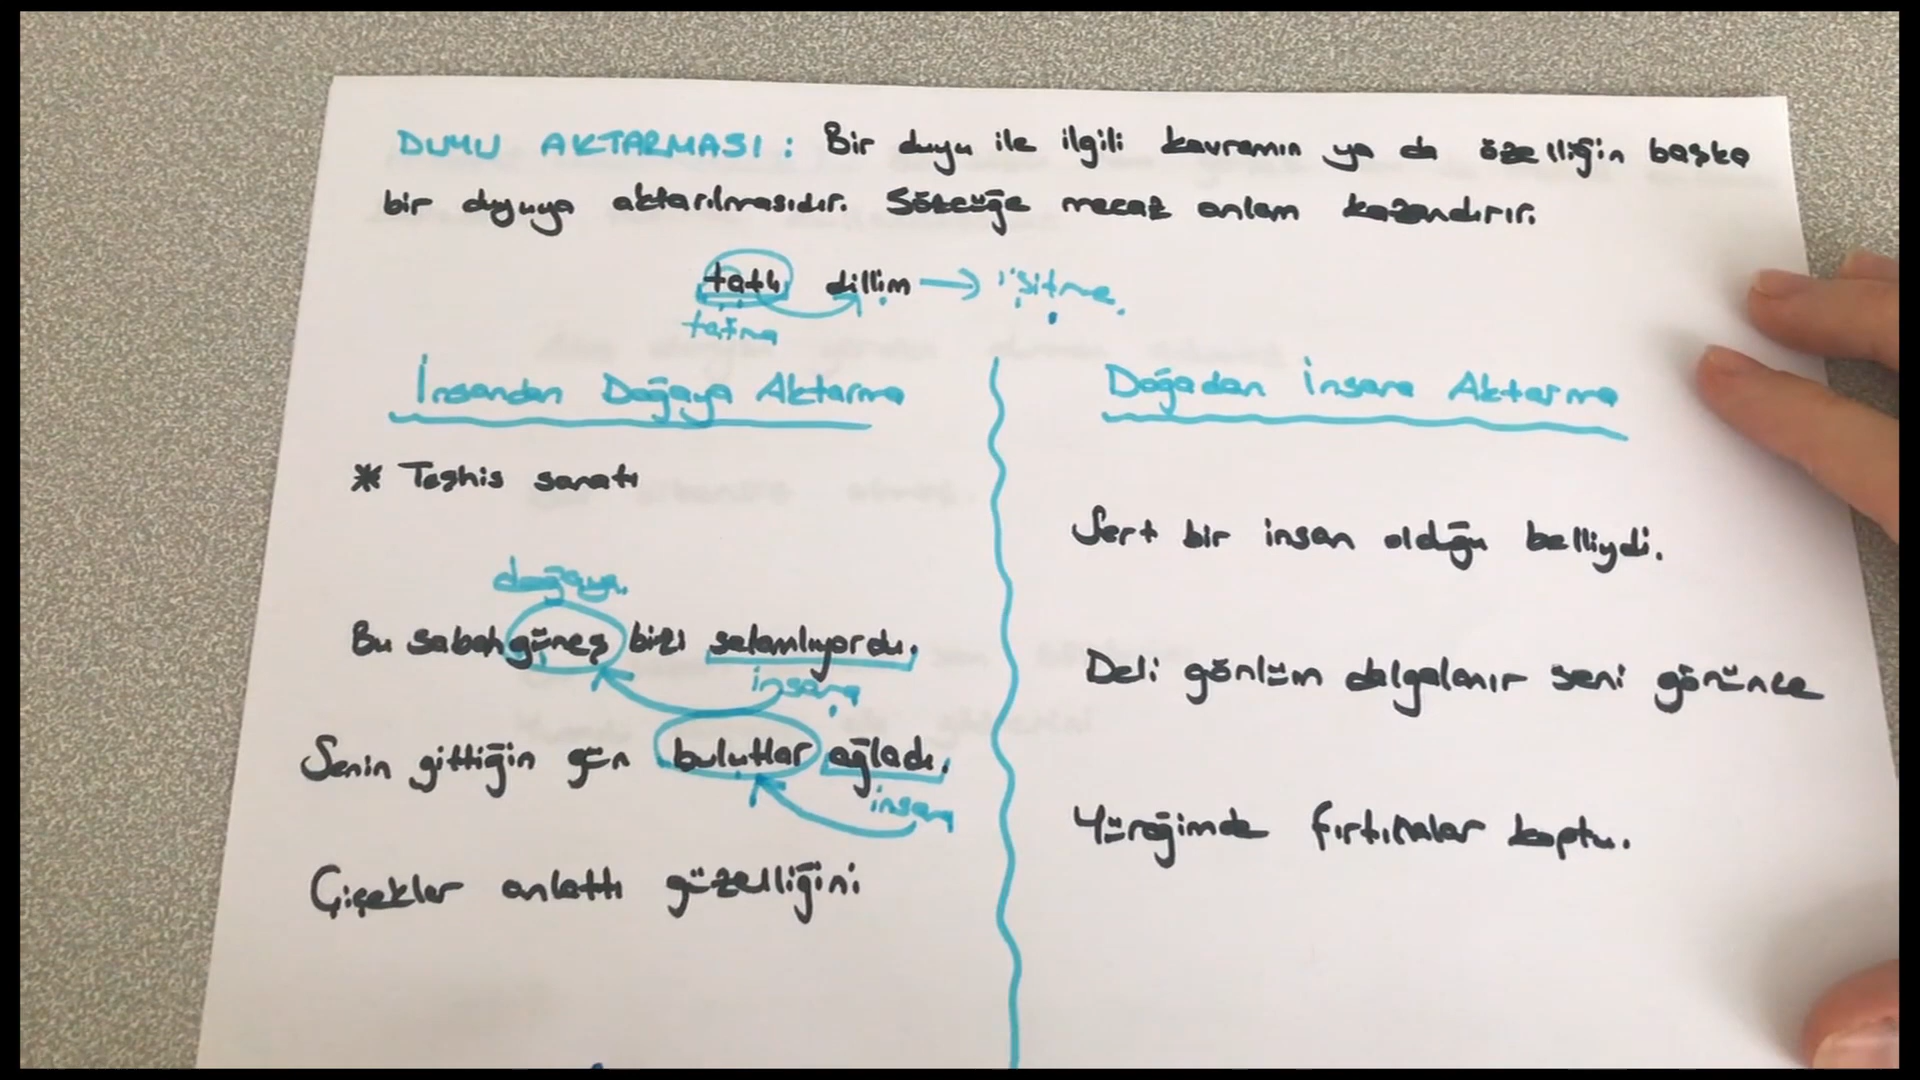 DUYU AKTARMASI : Bir duyu ile ilgili kavramın ya da özelliğin başka
bir duyuya aktarılmasıdır. Sözcüğe mecaz anlam kazandırır.
tatlı dillim → işitme
tatma
İnsandan Doğaya Aktarma
* Teşhis sanatı
doğaya
Bu sabah güneş bizi selamlıyordu.
insana
Senin gittiğin gün bulutlar ağladı.
insan
Çiçekler anlattı güzelliğini
Doğadan İnsana Aktarma
Sert bir insan olduğu belliydi.
Deli gönlüm dalgalanır seni görünce
Yüreğimde fırtınalar koptu.